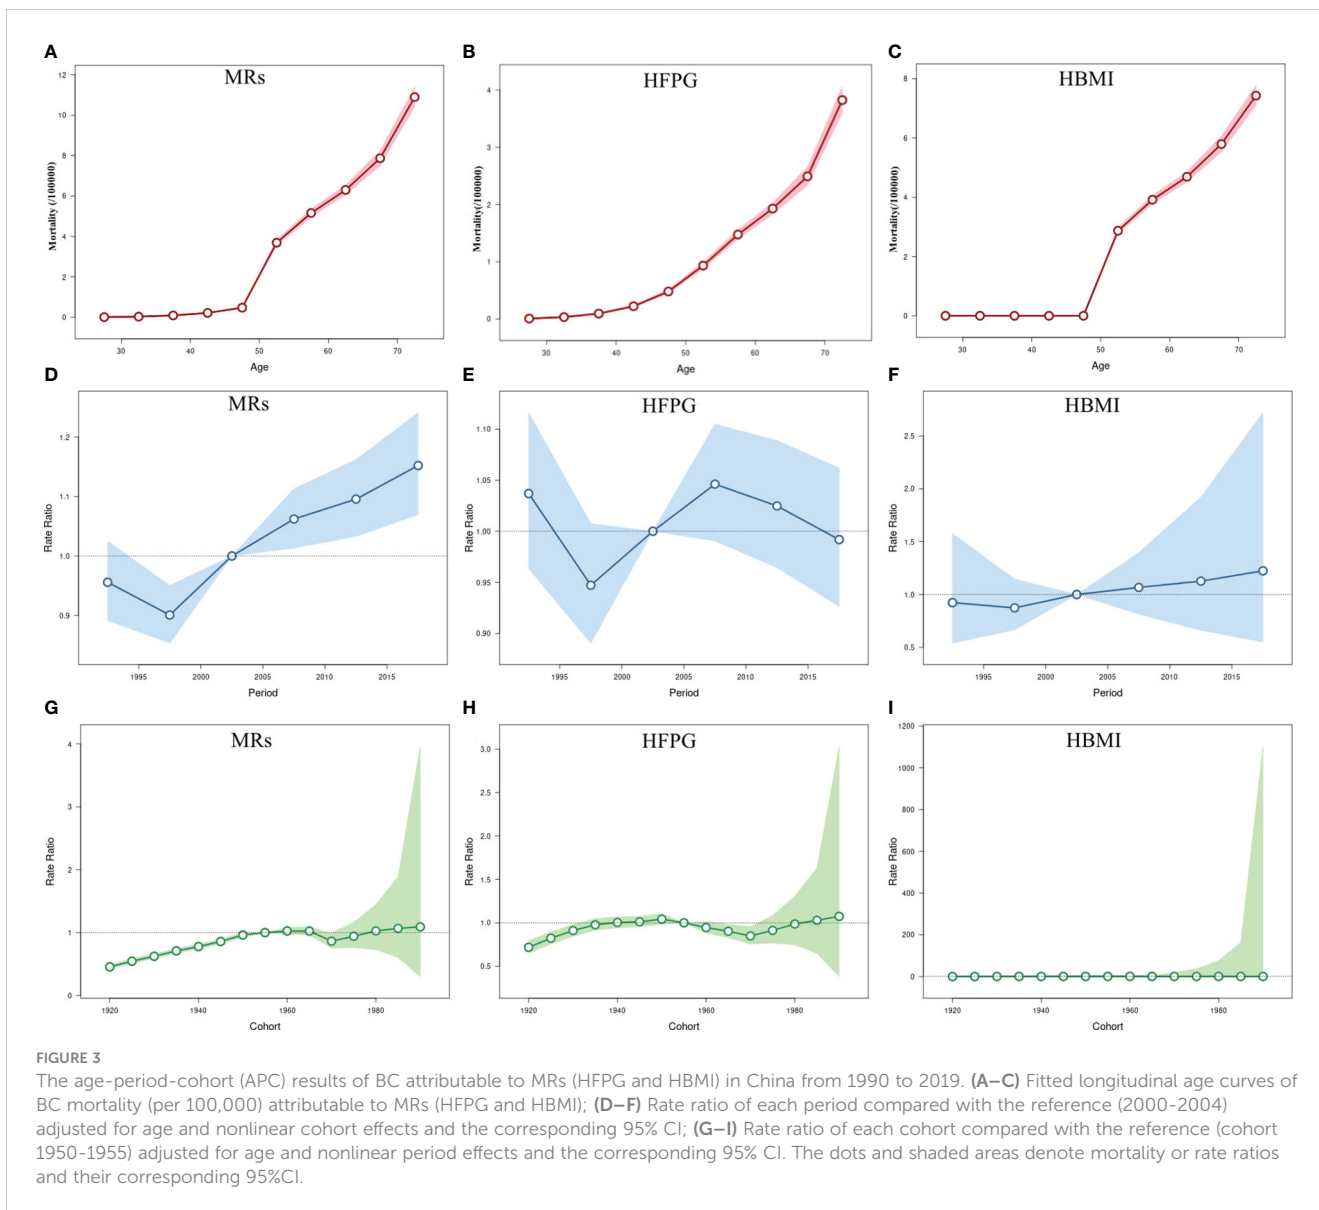 A
MRs
12
10
8
6
4
2
0
Mortality (/100000)
30
40
50
60
70
Age
B
HFPG
4
3
2
1
0
Mortality(/100000)
30
40
50
60
70
Age
C
HBMI
8
6
4
2
0
Mortality(/100000)
30
40
50
60
70
Age
D
MRs
1.2
1.1
1.0
0.9
Rate Ratio
1995
2000
2005
2010
2015
Period
E
HFPG
1.10
1.05
1.00
0.95
0.90
Rate Ratio
1995
2000
2005
2010
2015
Period
F
HBMI
2.5
2.0
1.5
1.0
0.5
Rate Ratio
1995
2000
2005
2010
2015
Period
G
MRs
4
3
2
1
0
Rate Ratio
1920
1940
1960
1980
Cohort
H
HFPG
3.0
2.5
2.0
1.5
1.0
0.5
Rate Ratio
1920
1940
1960
1980
Cohort
I
HBMI
1200
1000
800
600
400
200
0
Rate Ratio
1920
1940
1960
1980
Cohort
FIGURE 3
The age-period-cohort (APC) results of BC attributable to MRs (HFPG and HBMI) in China from 1990 to 2019. (A–C) Fitted longitudinal age curves of
BC mortality (per 100,000) attributable to MRs (HFPG and HBMI); (D–F) Rate ratio of each period compared with the reference (2000-2004)
adjusted for age and nonlinear cohort effects and the corresponding 95% CI; (G–I) Rate ratio of each cohort compared with the reference (cohort
1950-1955) adjusted for age and nonlinear period effects and the corresponding 95% CI. The dots and shaded areas denote mortality or rate ratios
and their corresponding 95%CI.